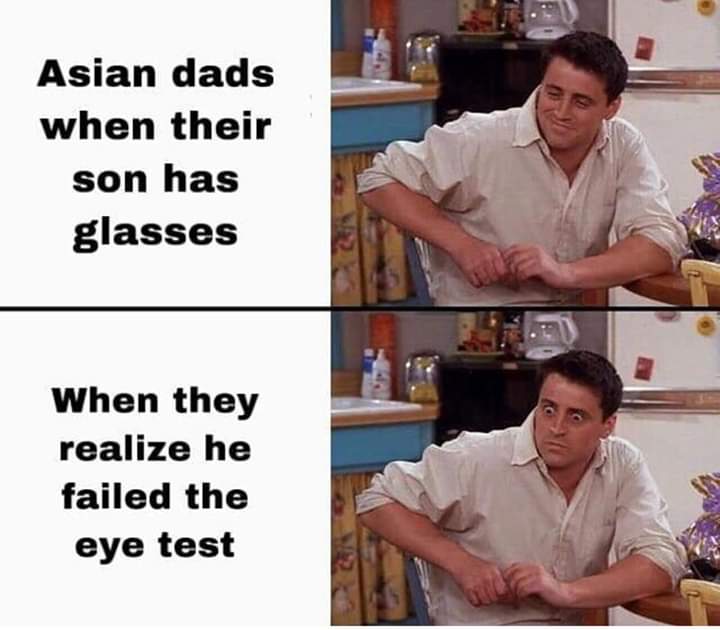 Asian dads
when their
son has
glasses
When they
realize he
failed the
eye test